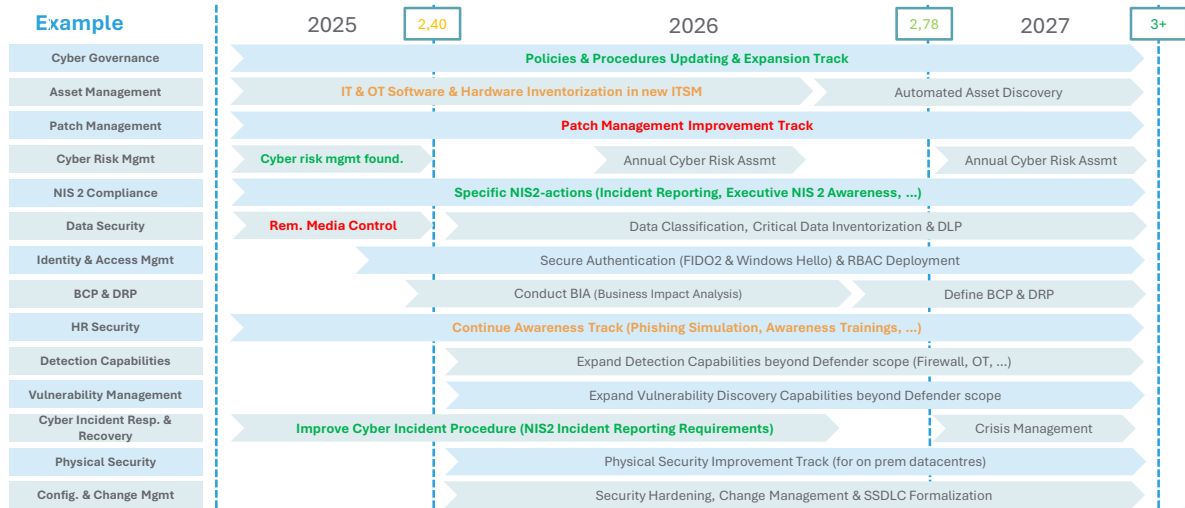 Example
2025
2,40
2026
2,78
2027
3+
Cyber Governance
Policies & Procedures Updating & Expansion Track
Asset Management
IT & OT Software & Hardware Inventorization in new ITSM
Automated Asset Discovery
Patch Management
Patch Management Improvement Track
Cyber Risk Mgmt
Cyber risk mgmt found.
Annual Cyber Risk Assmt
Annual Cyber Risk Assmt
NIS 2 Compliance
Specific NIS2-actions (Incident Reporting, Executive NIS 2 Awareness, ...)
Data Security
Rem. Media Control
Data Classification, Critical Data Inventorization & DLP
Identity & Access Mgmt
Secure Authentication (FIDO2 & Windows Hello) & RBAC Deployment
BCP & DRP
Conduct BIA (Business Impact Analysis)
Define BCP & DRP
HR Security
Continue Awareness Track (Phishing Simulation, Awareness Trainings, ...)
Detection Capabilities
Expand Detection Capabilities beyond Defender scope (Firewall, OT, ...)
Vulnerability Management
Expand Vulnerability Discovery Capabilities beyond Defender scope
Cyber Incident Resp. &
Recovery
Improve Cyber Incident Procedure (NIS2 Incident Reporting Requirements)
Crisis Management
Physical Security
Physical Security Improvement Track (for on prem datacentres)
Config. & Change Mgmt
Security Hardening, Change Management & SSDLC Formalization